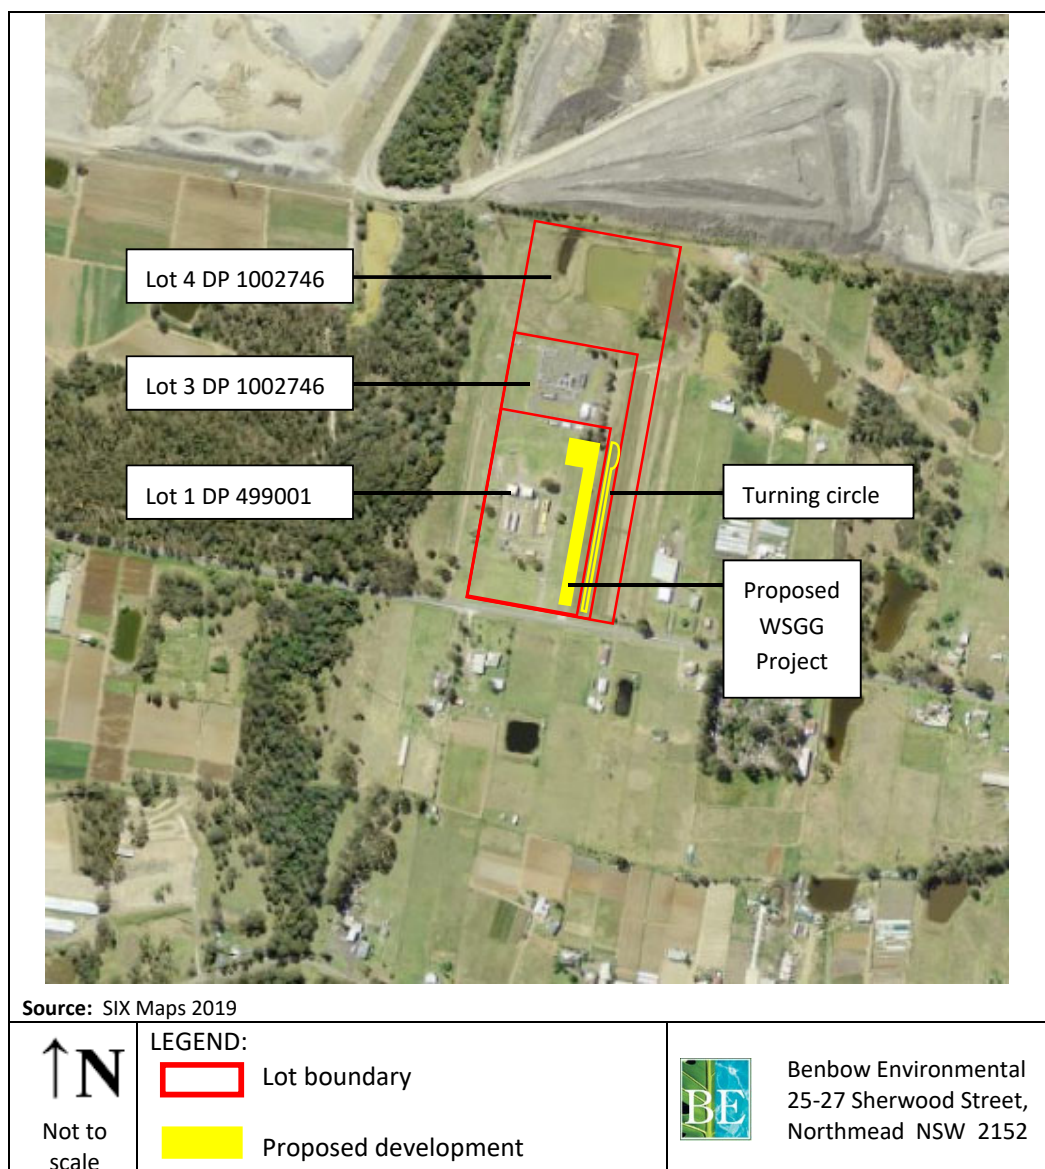 Lot 4 DP 1002746
Lot 3 DP 1002746
Lot 1 DP 499001
Turning circle
Proposed
WSGG
Project
Source: SIX Maps 2019
N
Not to
scale
LEGEND:
Lot boundary
Proposed development
BE
Benbow Environmental
25-27 Sherwood Street,
Northmead NSW 2152